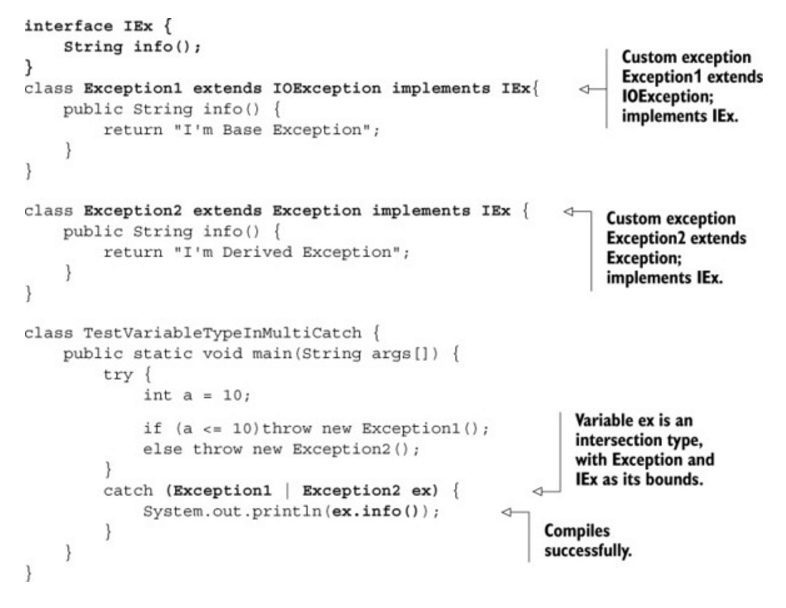 interface IEx {
    String info();
}
class Exception1 extends IOException implements IEx{
    public String info() {
        return "I'm Base Exception";
    }
}
Custom exception
Exception1 extends
IOException;
implements IEx.
class Exception2 extends Exception implements IEx {
    public String info() {
        return "I'm Derived Exception";
    }
}
Custom exception
Exception2 extends
Exception;
implements IEx.
class TestVariableTypeInMultiCatch {
    public static void main(String args[]) {
        try {
            int a = 10;
            if (a <= 10)throw new Exception1();
            else throw new Exception2();
        }
        catch (Exception1 | Exception2 ex) {
            System.out.println(ex.info());
        }
    }
}
Variable ex is an
intersection type,
with Exception and
IEx as its bounds.
Compiles
successfully.